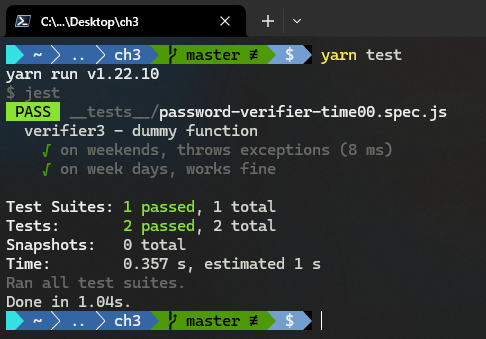 C:\...\Desktop\ch3
~ .. ch3 master ≢ $ yarn test
yarn run v1.22.10
$ jest
PASS __tests__/password-verifier-time00.spec.js
verifier3 - dummy function
√ on weekends, throws exceptions (8 ms)
√ on week days, works fine
Test Suites: 1 passed, 1 total
Tests: 2 passed, 2 total
Snapshots: 0 total
Time: 0.357 s, estimated 1 s
Ran all test suites.
Done in 1.04s.
~ .. ch3 master ≢ $